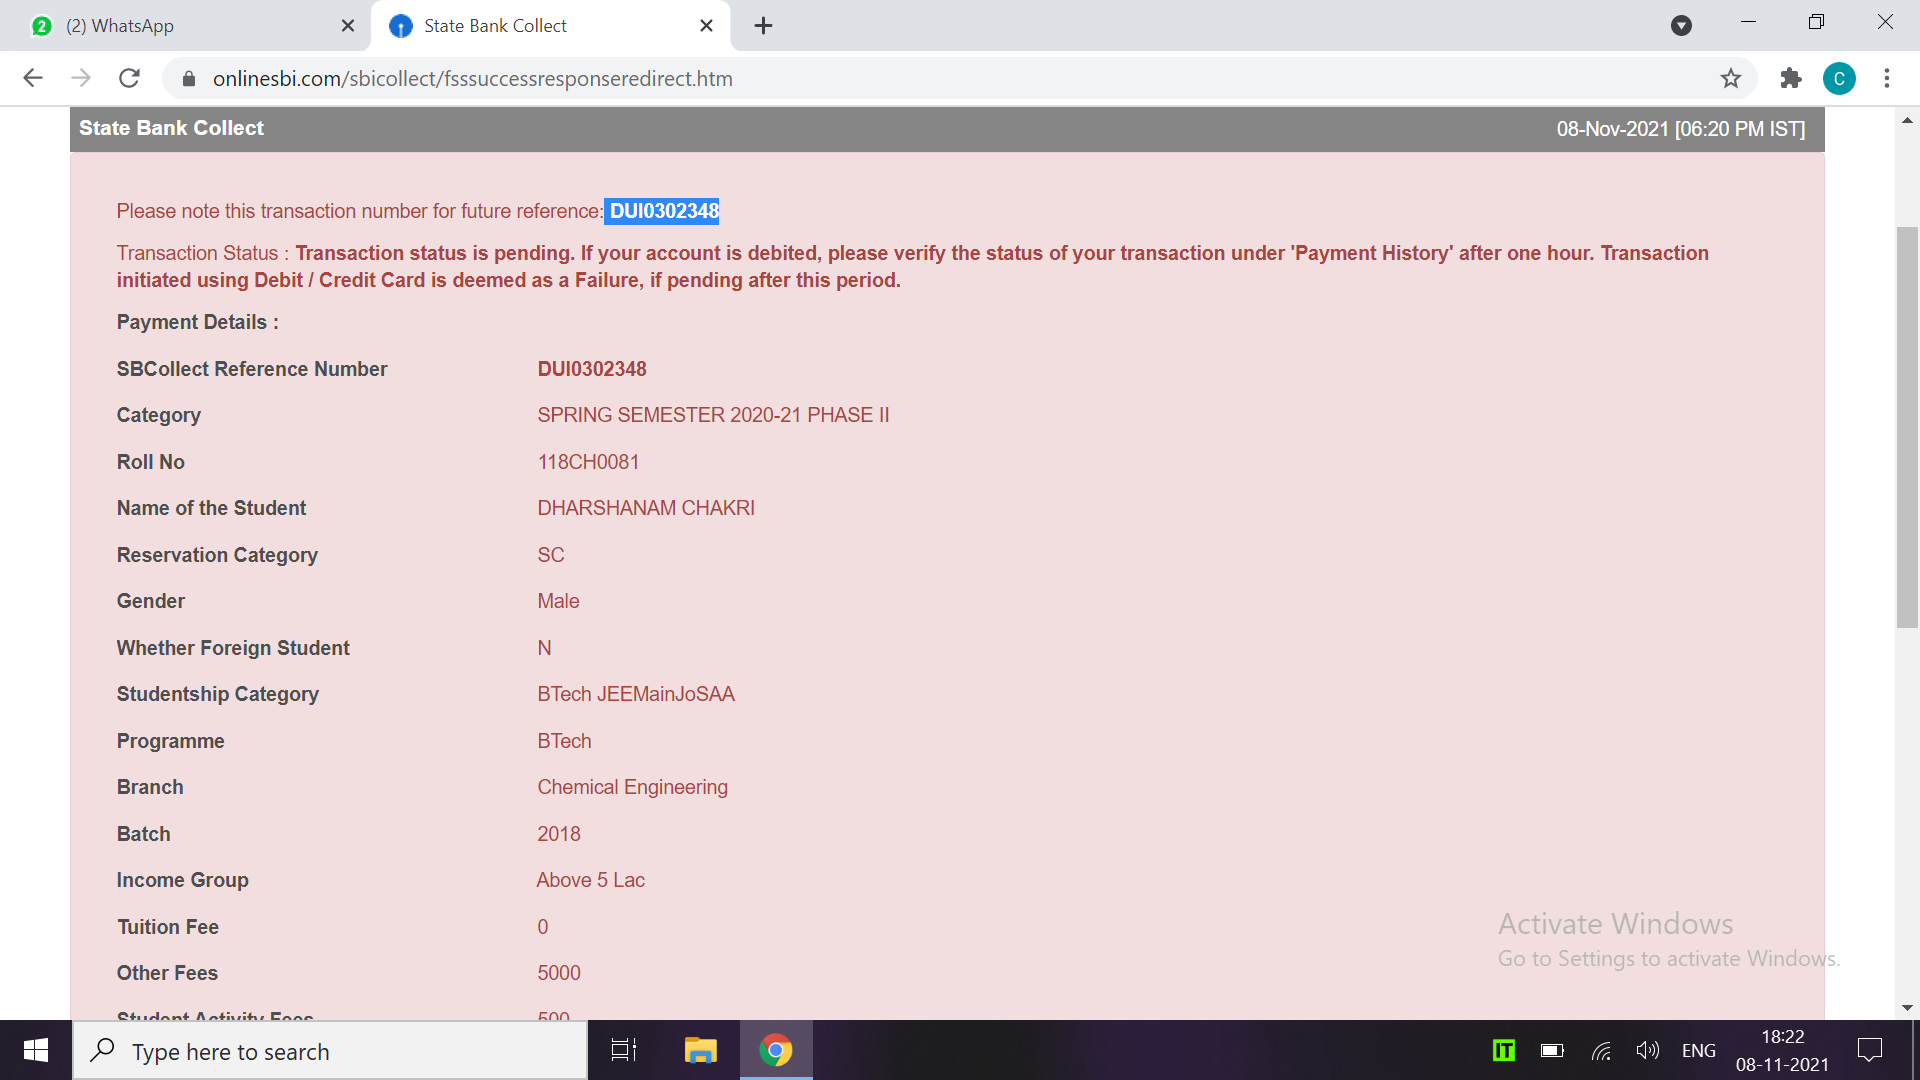 (2) WhatsApp
State Bank Collect
onlinesbi.com/sbicollect/fsssuccessresponseredirect.htm
C
State Bank Collect 08-Nov-2021 [06:20 PM IST]
Please note this transaction number for future reference: DUI0302348
Transaction Status : Transaction status is pending. If your account is debited, please verify the status of your transaction under 'Payment History' after one hour. Transaction
initiated using Debit / Credit Card is deemed as a Failure, if pending after this period.
Payment Details :
SBCollect Reference Number DUI0302348
Category SPRING SEMESTER 2020-21 PHASE II
Roll No 118CH0081
Name of the Student DHARSHANAM CHAKRI
Reservation Category SC
Gender Male
Whether Foreign Student N
Studentship Category BTech JEEMainJoSAA
Programme BTech
Branch Chemical Engineering
Batch 2018
Income Group Above 5 Lac
Tuition Fee 0
Other Fees 5000
Student Activity Fees 500
Activate Windows
Go to Settings to activate Windows.
Type here to search
IT
ENG
18:22
08-11-2021